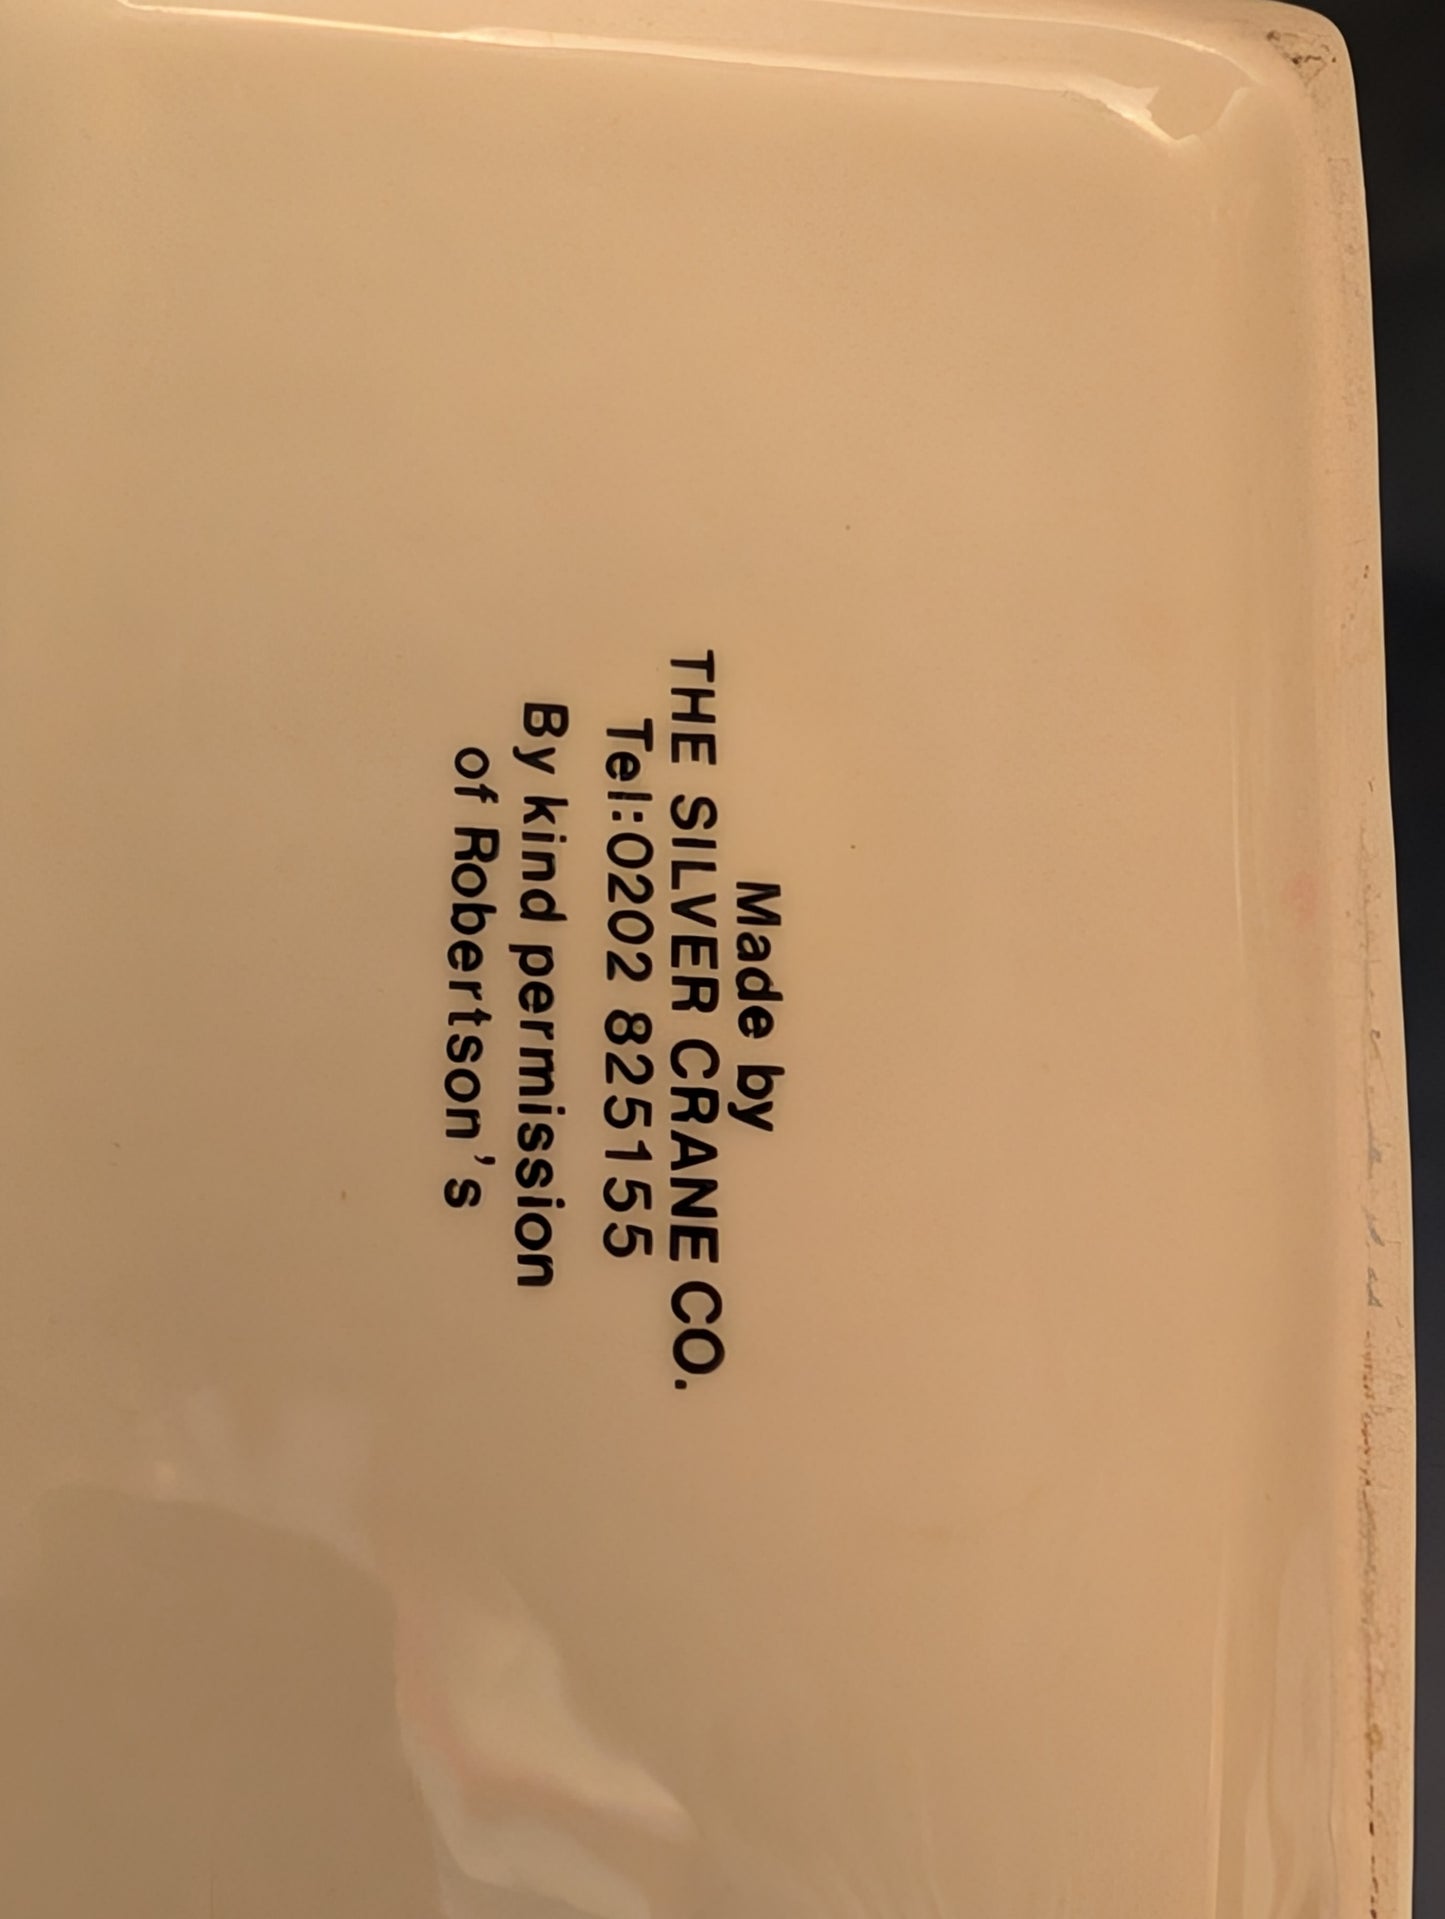 Made by
THE SILVER CRANE CO.
Tel:0202 825155
By kind permission
of Robertson's